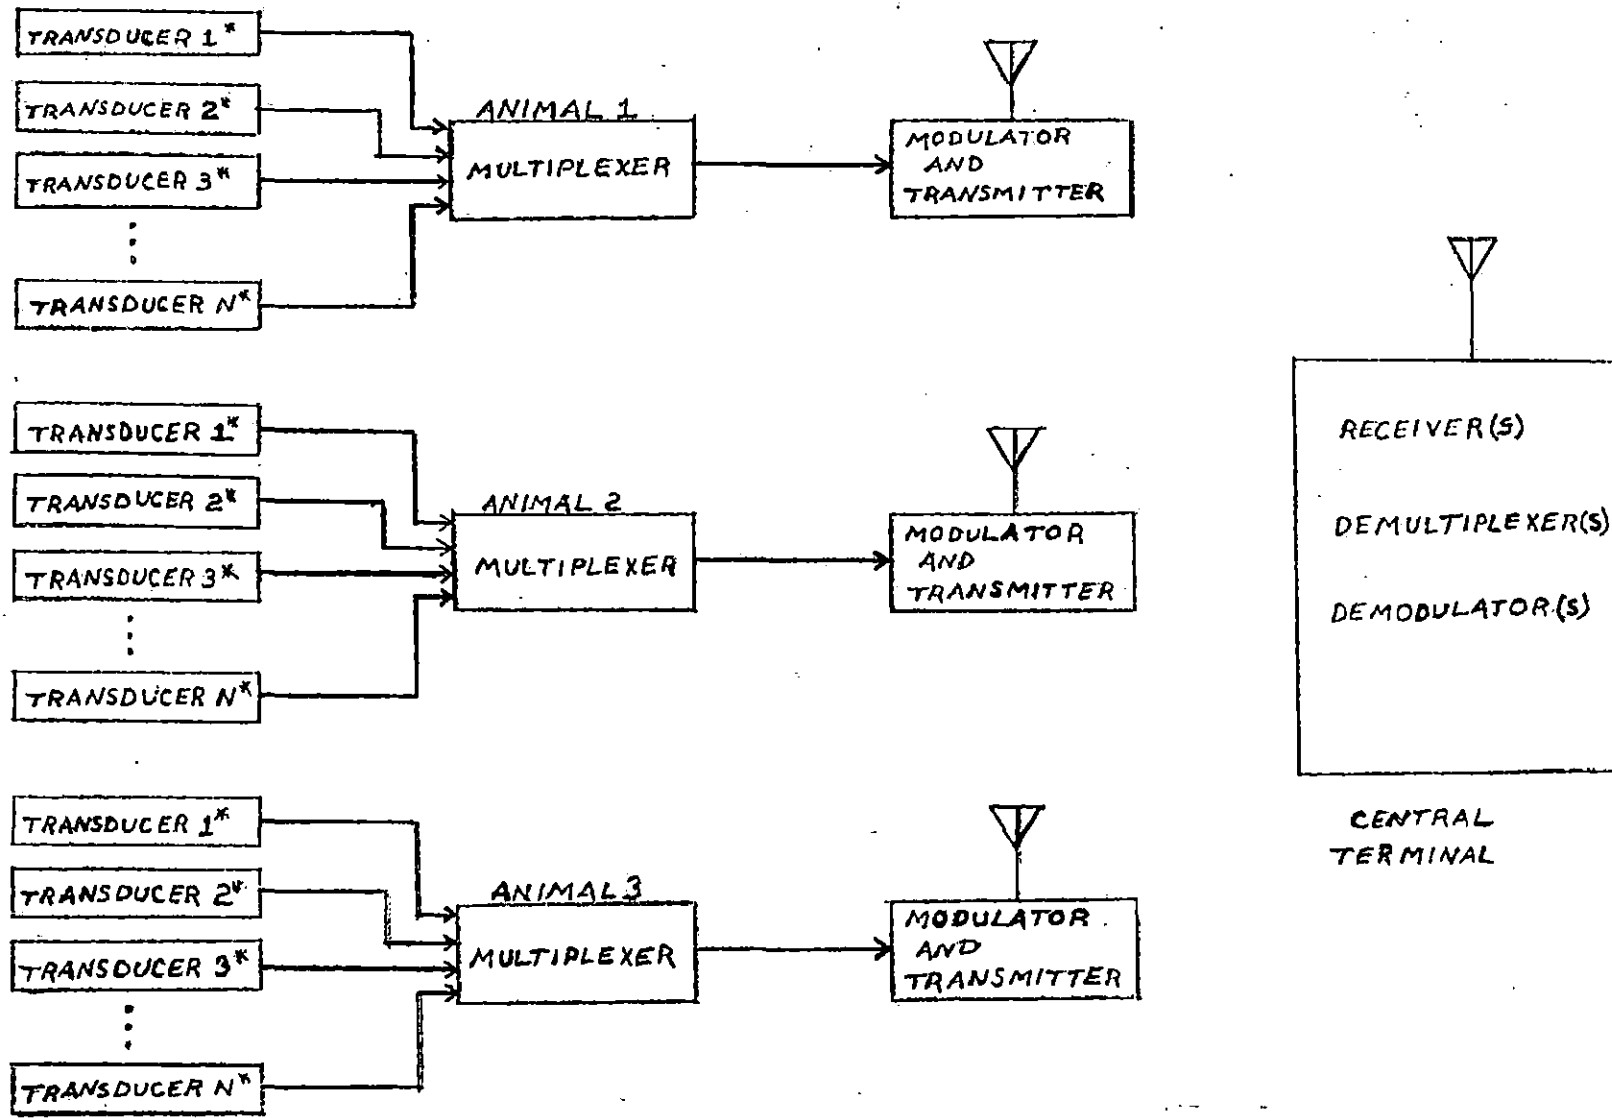 TRANSDUCER 1*
TRANSDUCER 2*
TRANSDUCER 3*
TRANSDUCER N*
ANIMAL 1
MULTIPLEXER
MODULATOR
AND
TRANSMITTER
TRANSDUCER 1*
TRANSDUCER 2*
TRANSDUCER 3*
TRANSDUCER N*
ANIMAL 2
MULTIPLEXER
MODULATOR
AND
TRANSMITTER
TRANSDUCER 1*
TRANSDUCER 2*
TRANSDUCER 3*
TRANSDUCER N*
ANIMAL 3
MULTIPLEXER
MODULATOR
AND
TRANSMITTER
RECEIVER(S)
DEMULTIPLEXER(S)
DEMODULATOR(S)
CENTRAL
TERMINAL